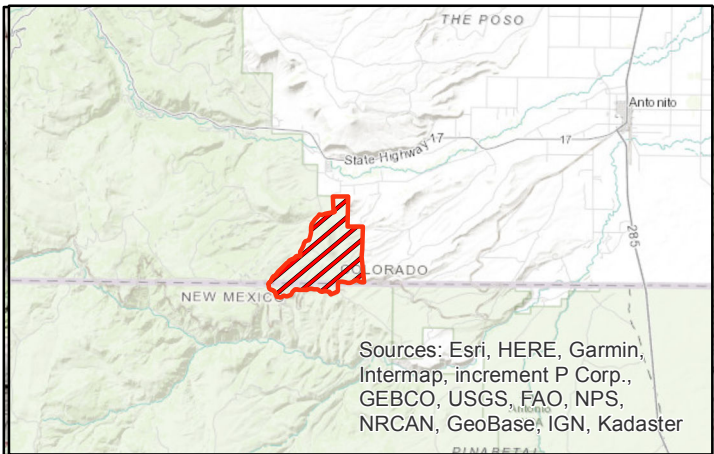 THE POSO
Antonito
State Highway 17
17
285
COLORADO
NEW MEXICO
Sources: Esri, HERE, Garmin,
Intermap, increment P Corp.,
GEBCO, USGS, FAO, NPS,
NRCAN, GeoBase, IGN, Kadaster
PINABETAL